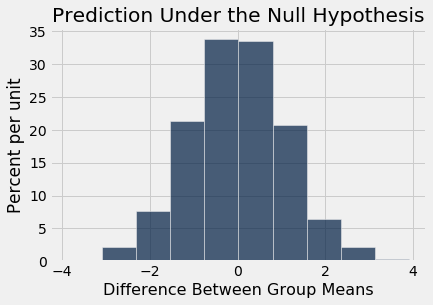 Prediction Under the Null Hypothesis
Percent per unit
35
30
25
20
15
10
5
0
−4 −2 0 2 4
Difference Between Group Means